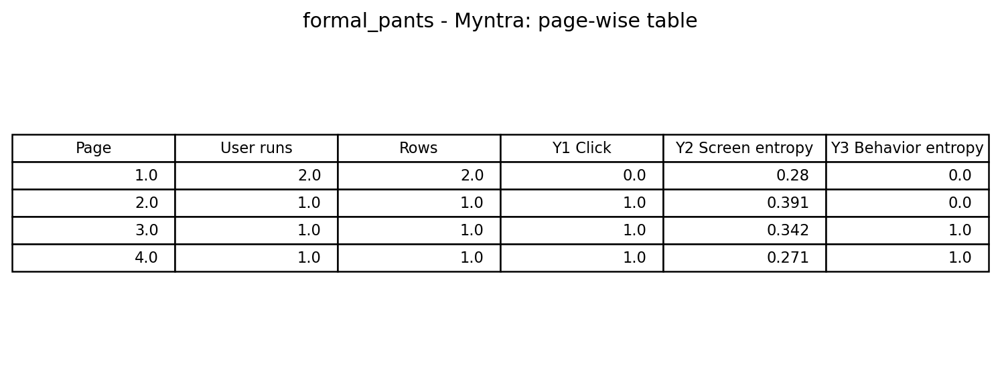 formal_pants - Myntra: page-wise table
Page User runs Rows Y1 Click Y2 Screen entropy Y3 Behavior entropy
1.0 2.0 2.0 0.0 0.28 0.0
2.0 1.0 1.0 1.0 0.391 0.0
3.0 1.0 1.0 1.0 0.342 1.0
4.0 1.0 1.0 1.0 0.271 1.0